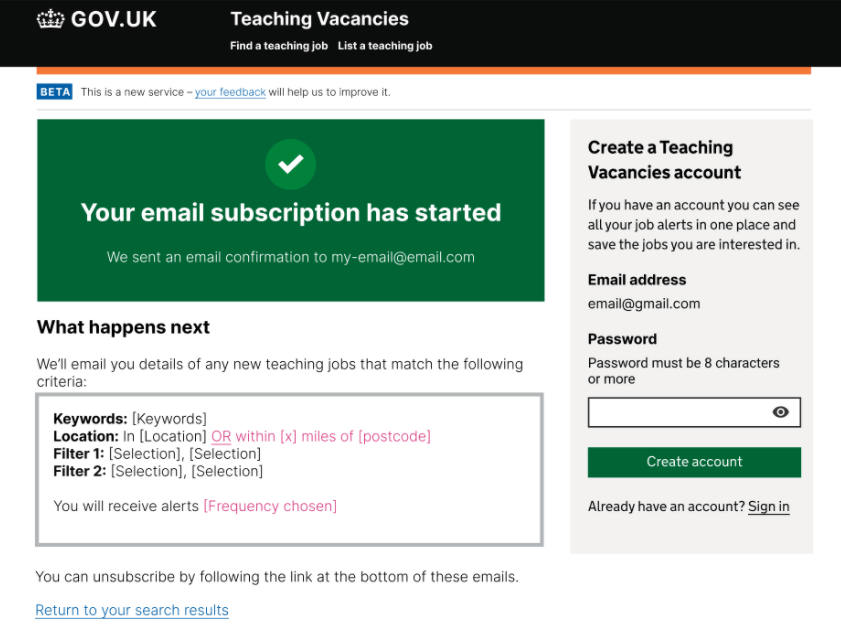 GOV.UK
Teaching Vacancies
Find a teaching job List a teaching job
BETA This is a new service – your feedback will help us to improve it.
Your email subscription has started
We sent an email confirmation to my-email@email.com
What happens next
We'll email you details of any new teaching jobs that match the following
criteria:
Keywords: [Keywords]
Location: In [Location] OR within [x] miles of [postcode]
Filter 1: [Selection], [Selection]
Filter 2: [Selection], [Selection]
You will receive alerts [Frequency chosen]
You can unsubscribe by following the link at the bottom of these emails.
Return to your search results
Create a Teaching
Vacancies account
If you have an account you can see
all your job alerts in one place and
save the jobs you are interested in.
Email address
email@gmail.com
Password
Password must be 8 characters
or more
Create account
Already have an account? Sign in